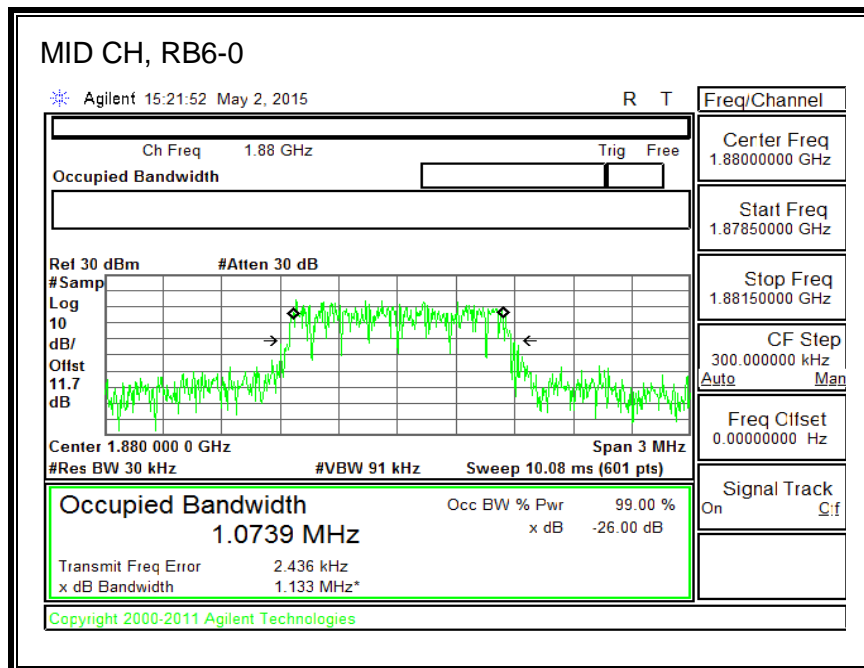 MID CH, RB6-0
Agilent 15:21:52 May 2, 2015 R T
Freq/Channel
Ch Freq 1.88 GHz Trig Free
Occupied Bandwidth
Center Freq
1.88000000 GHz
Start Freq
1.87850000 GHz
Stop Freq
1.88150000 GHz
CF Step
300.000000 kHz
Auto Man
Freq Offset
0.00000000 Hz
Signal Track
On Off
Ref 30 dBm #Atten 30 dB
#Samp
Log
10
dB/
Offst
11.7
dB
Center 1.880 000 0 GHz Span 3 MHz
#Res BW 30 kHz #VBW 91 kHz Sweep 10.08 ms (601 pts)
Occupied Bandwidth Occ BW % Pwr 99.00 %
1.0739 MHz x dB -26.00 dB
Transmit Freq Error 2.436 kHz
x dB Bandwidth 1.133 MHz*
Copyright 2000-2011 Agilent Technologies